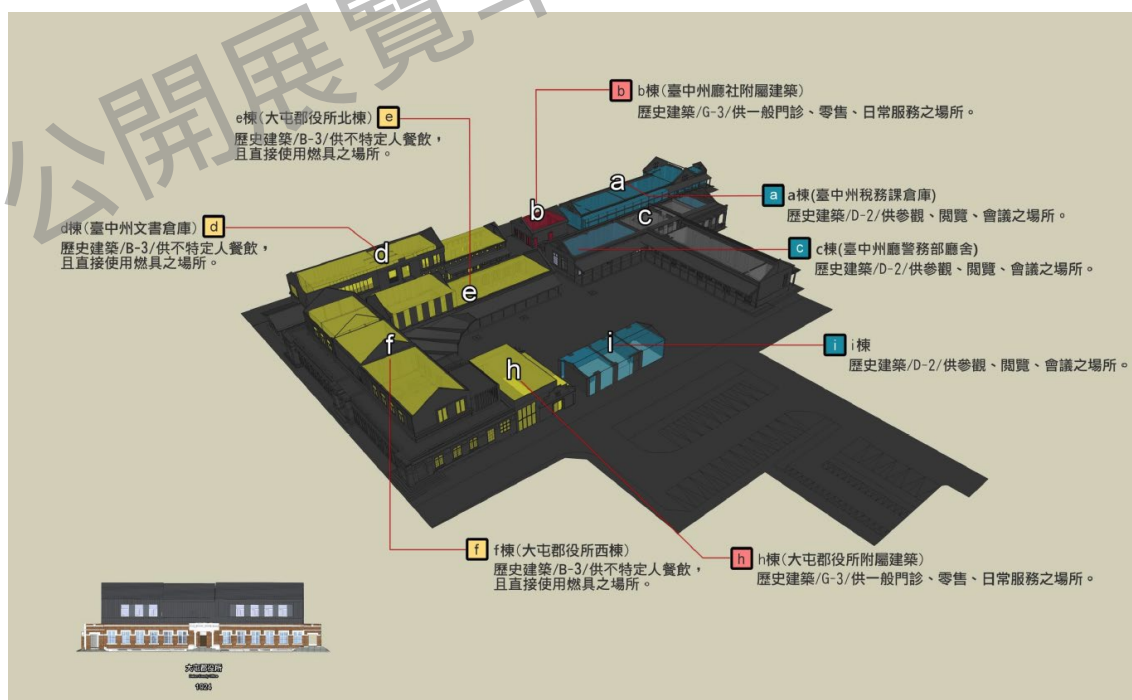 公開展覽
b b棟(臺中州廳社附屬建築)
歷史建築/G-3/供一般門診、零售、日常服務之場所。
e棟(大屯郡役所北棟) e
歷史建築/B-3/供不特定人餐飲，
且直接使用燃具之場所。
a
a a棟(臺中州稅務課倉庫)
歷史建築/D-2/供參觀、閱覽、會議之場所。
b
c
d棟(臺中州文書倉庫) d
歷史建築/B-3/供不特定人餐飲，
且直接使用燃具之場所。
d
c c棟(臺中州廳警務部廳舍)
歷史建築/D-2/供參觀、閱覽、會議之場所。
e
f
i
i i棟
歷史建築/D-2/供參觀、閱覽、會議之場所。
h
f f棟(大屯郡役所西棟)
歷史建築/B-3/供不特定人餐飲，
且直接使用燃具之場所。
h h棟(大屯郡役所附屬建築)
歷史建築/G-3/供一般門診、零售、日常服務之場所。
大屯郡役所
1924